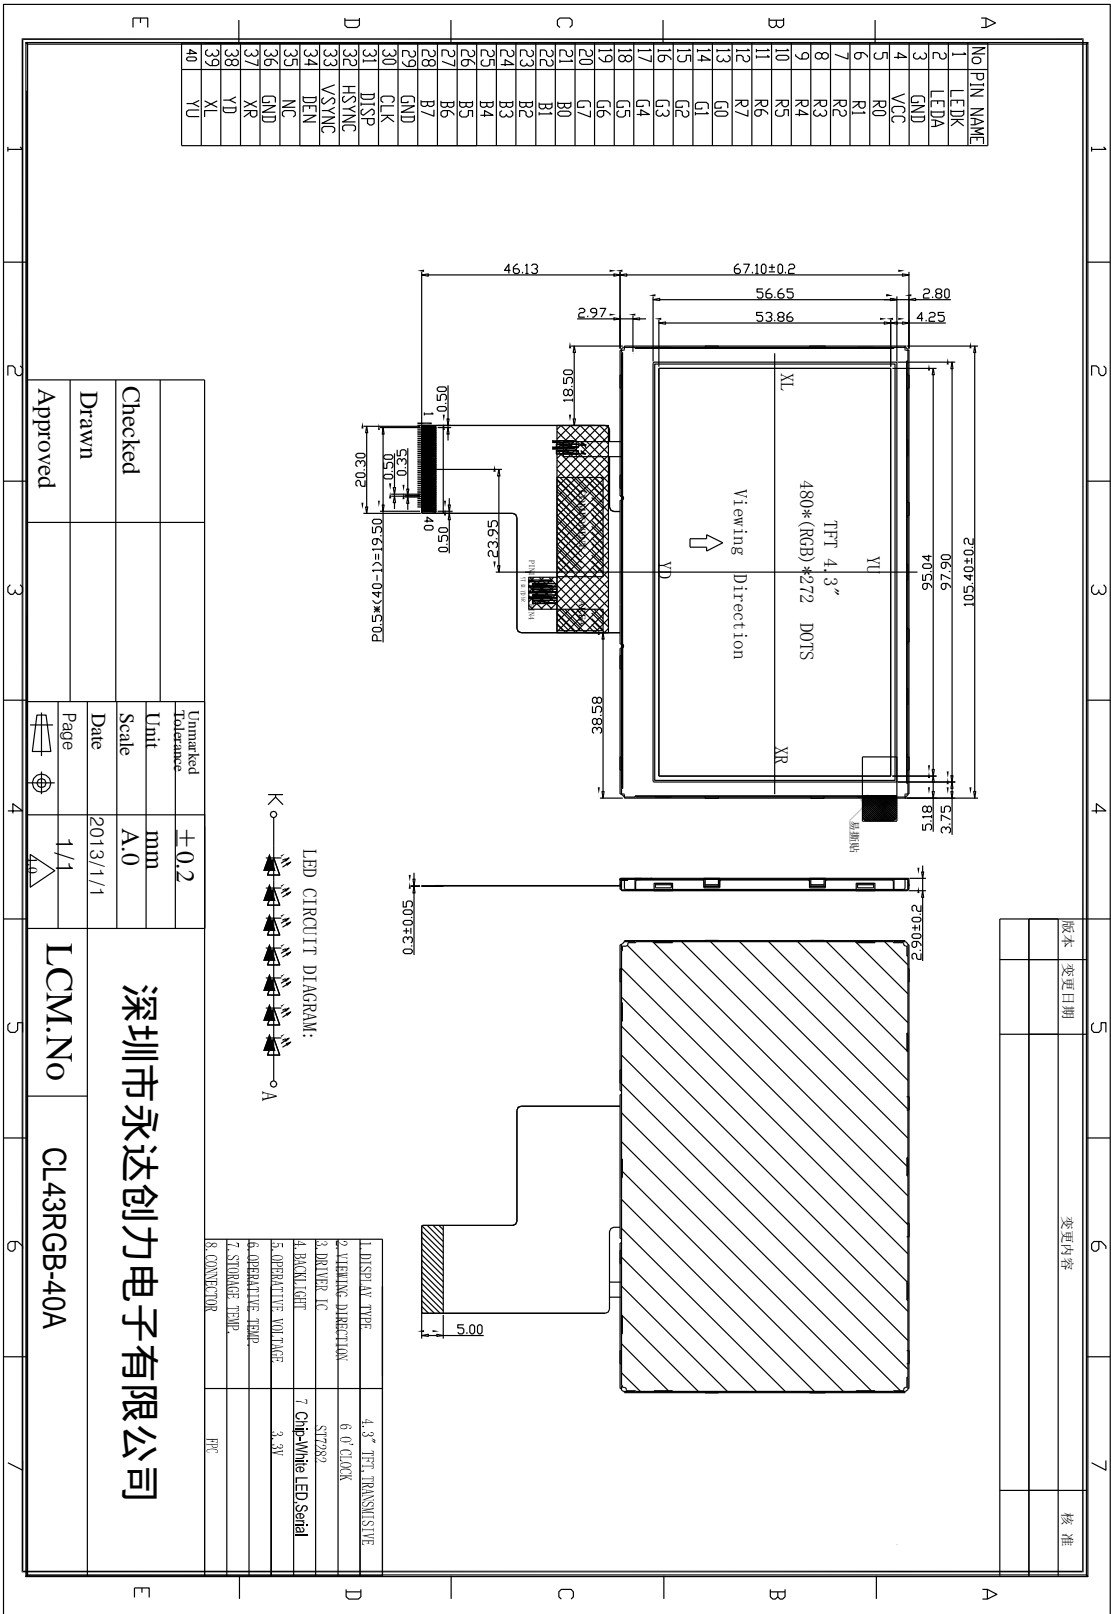 A
B
C
D
E
1
2
3
4
5
6
7
No PIN NAME
1 LEDK
2 LEDA
3 GND
4 VCC
5 R0
6 R1
7 R2
8 R3
9 R4
10 R5
11 R6
12 R7
13 G0
14 G1
15 G2
16 G3
17 G4
18 G5
19 G6
20 G7
21 B0
22 B1
23 B2
24 B3
25 B4
26 B5
27 B6
28 B7
29 GND
30 CLK
31 DISP
32 HSYNC
33 VSYNC
34 DEN
35 NC
36 GND
37 XR
38 YD
39 XL
40 YU
105.40±0.2
97.90
95.04
3.75
5.18
2.80
4.25
67.10±0.2
56.65
53.86
46.13
2.97
TFT 4.3"
480*(RGB)*272 DOTS
Viewing Direction
XL
YU
YD
XR
易撕贴
18.50
38.58
23.95
0.50
0.50
1
40
0.35
0.50
20.30
P0.5*(40-1)=19.50
2.90±0.2
0.3±0.05
5.00
版本
变更日期
变更内容
核 准
LED CIRCUIT DIAGRAM:
K
A
1.DISPLAY TYPE 4.3" TFT,TRANSMISIVE
2.VIEWING DIRECTION 6 O'CLOCK
3.DRIVER IC ST7282
4.BACKLIGHT 7 Chip-White LED,Serial
5.OPERATIVE VOLTAGE 3.3V
6.OPERATIVE TEMP.
7.STORAGE TEMP.
8.CONNECTOR FPC
Checked
Drawn
Approved
Unmarked Tolerance ±0.2
Unit mm
Scale A.0
Date 2013/1/1
Page 1/1
A.0
深圳市永达创力电子有限公司
LCM.No
CL43RGB-40A
A
B
C
D
E
1
2
3
4
5
6
7